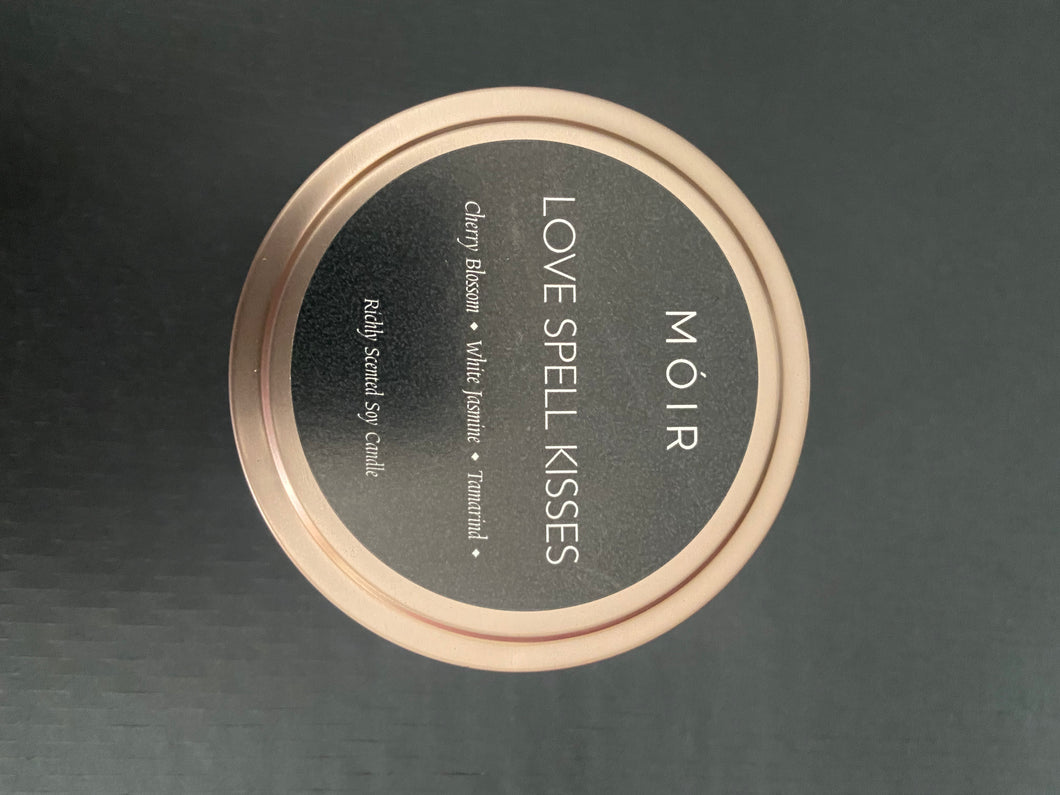 MÓIR
LOVE SPELL KISSES
Cherry Blossom ◆ White Jasmine ◆ Tamarind ◆
Richly Scented Soy Candle